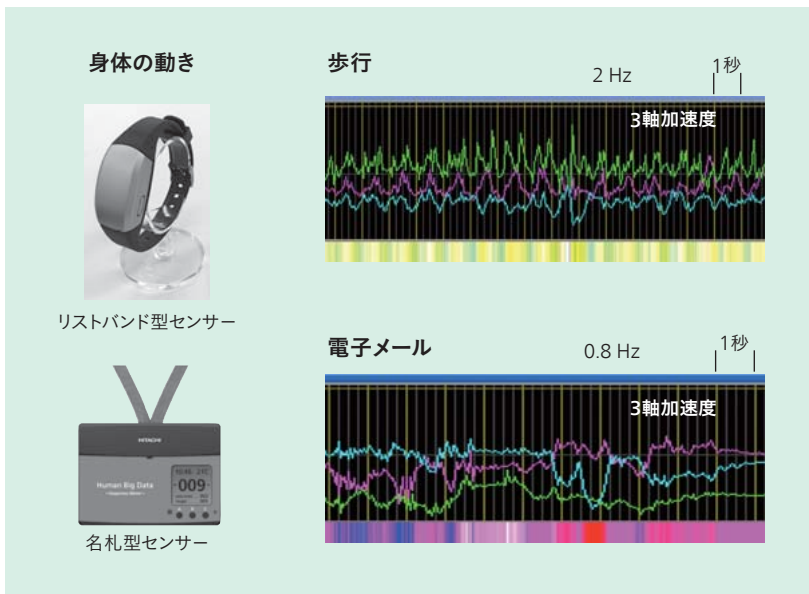 身体の動き
リストバンド型センサー
HITACHI
Human Big Data
009
名札型センサー
歩行
2 Hz
1秒
3軸加速度
電子メール
0.8 Hz
1秒
3軸加速度